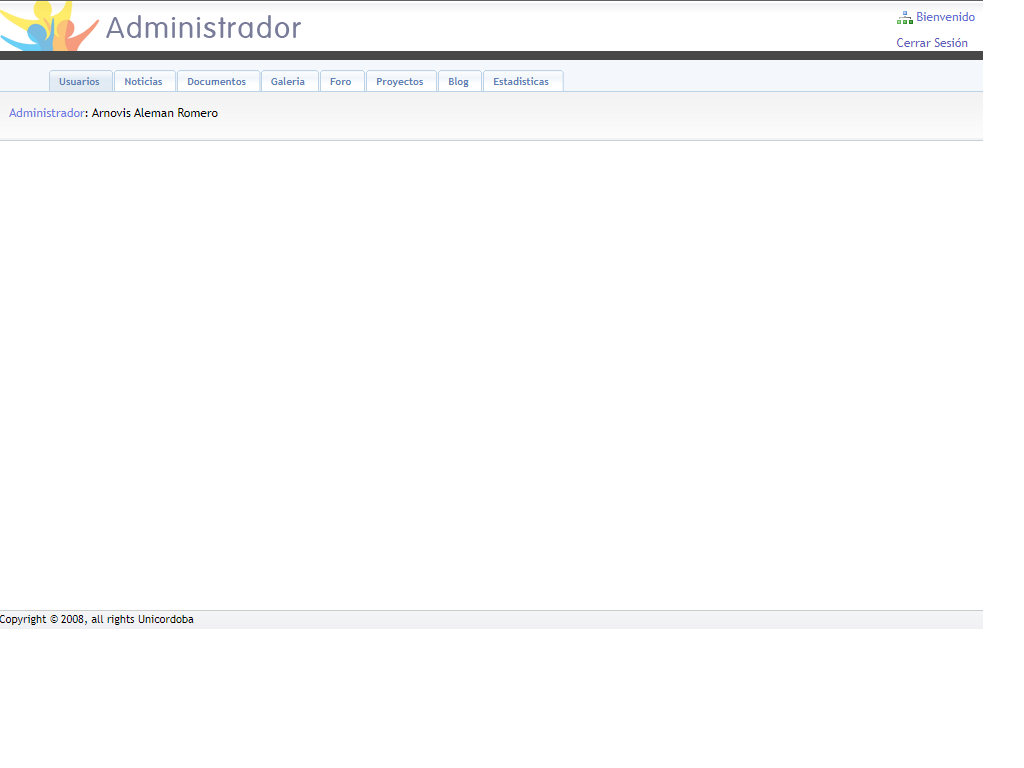 Administrador
Bienvenido
Cerrar Sesión
Usuarios Noticias Documentos Galeria Foro Proyectos Blog Estadisticas
Administrador: Arnovis Aleman Romero
Copyright © 2008, all rights Unicordoba